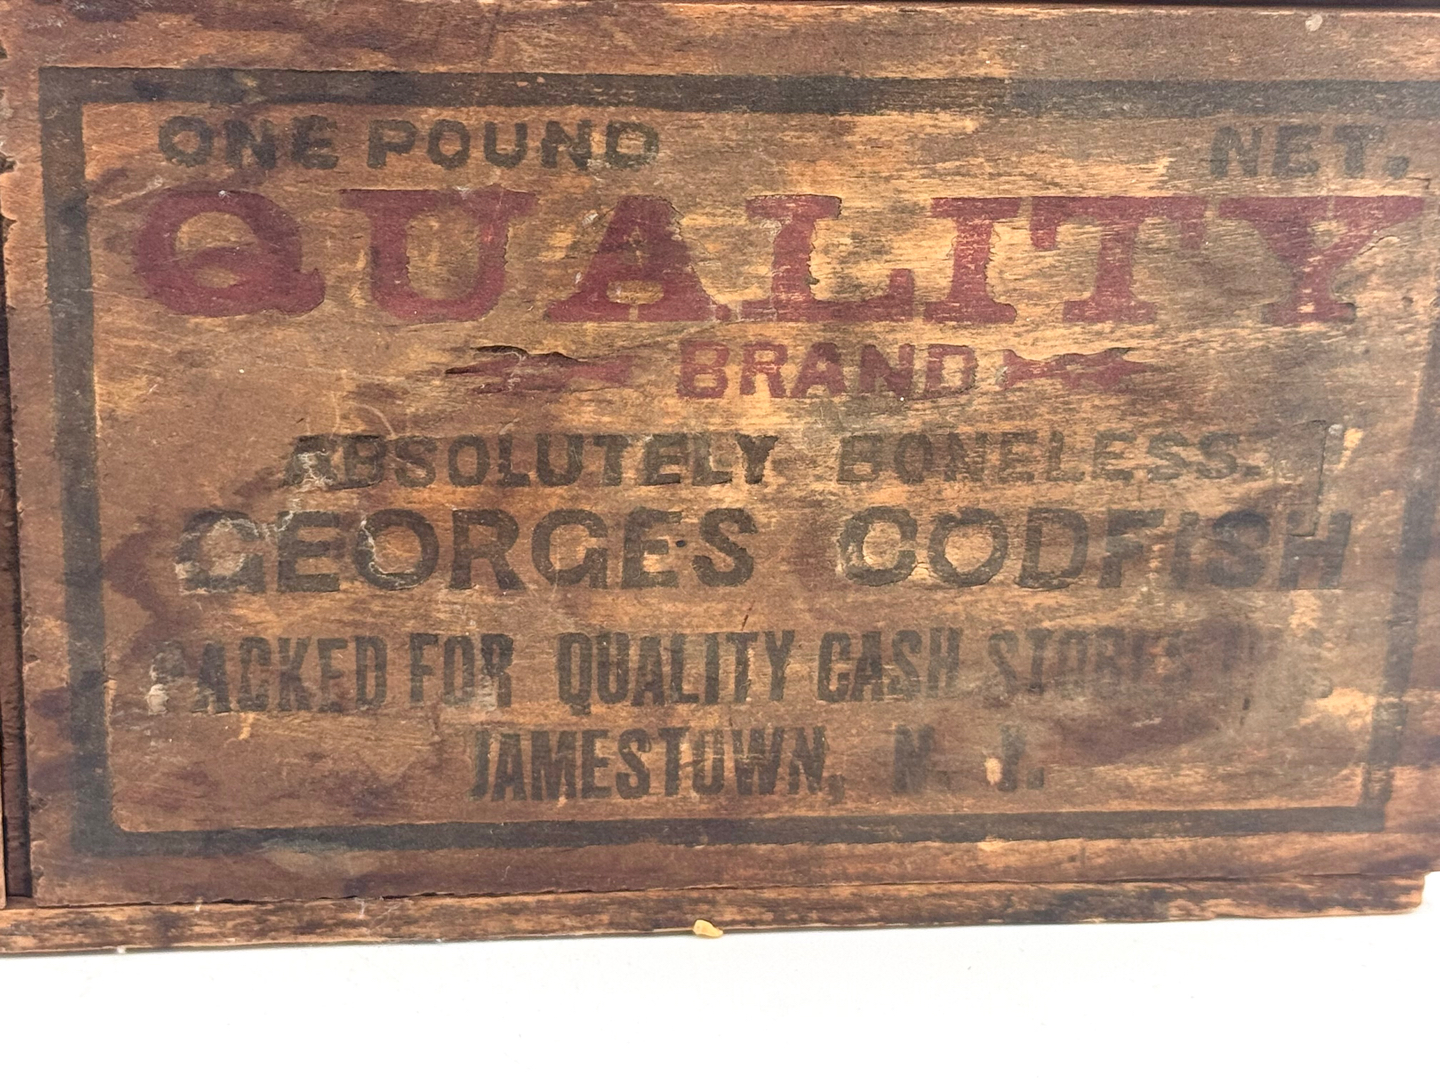 ONE POUND NET.
QUALITY
BRAND
ABSOLUTELY BONELESS.
GEORGES CODFISH
PACKED FOR QUALITY CASH STORES
JAMESTOWN, N. Y.